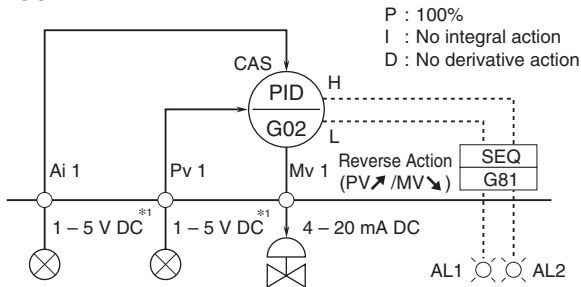 P : 100%
I : No integral action
D : No derivative action
CAS
H
PID
G02
L
Ai 1
Pv 1
Mv 1
Reverse Action
(PV↗/MV↘)
SEQ
G81
1 – 5 V DC*1
1 – 5 V DC*1
4 – 20 mA DC
AL1
AL2